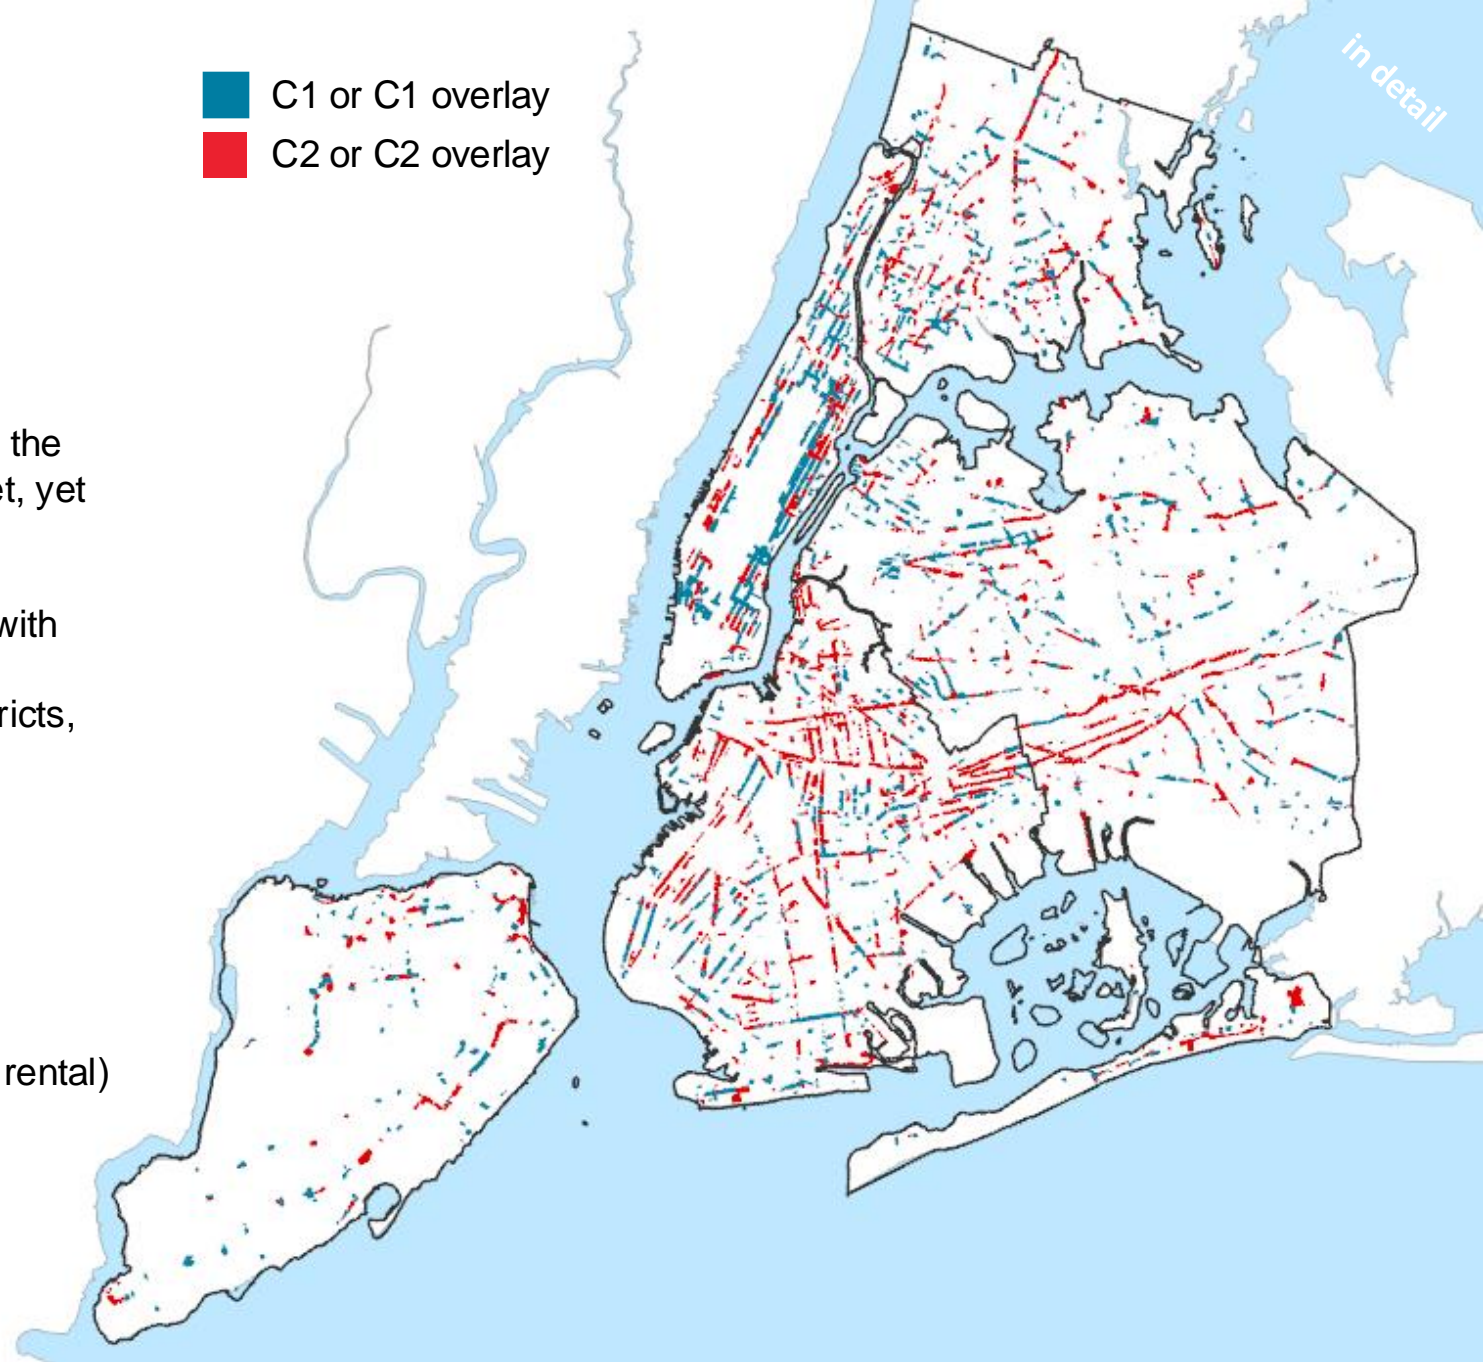 C1 or C1 overlay
C2 or C2 overlay
in detail
the
et, yet
with
ricts,
rental)